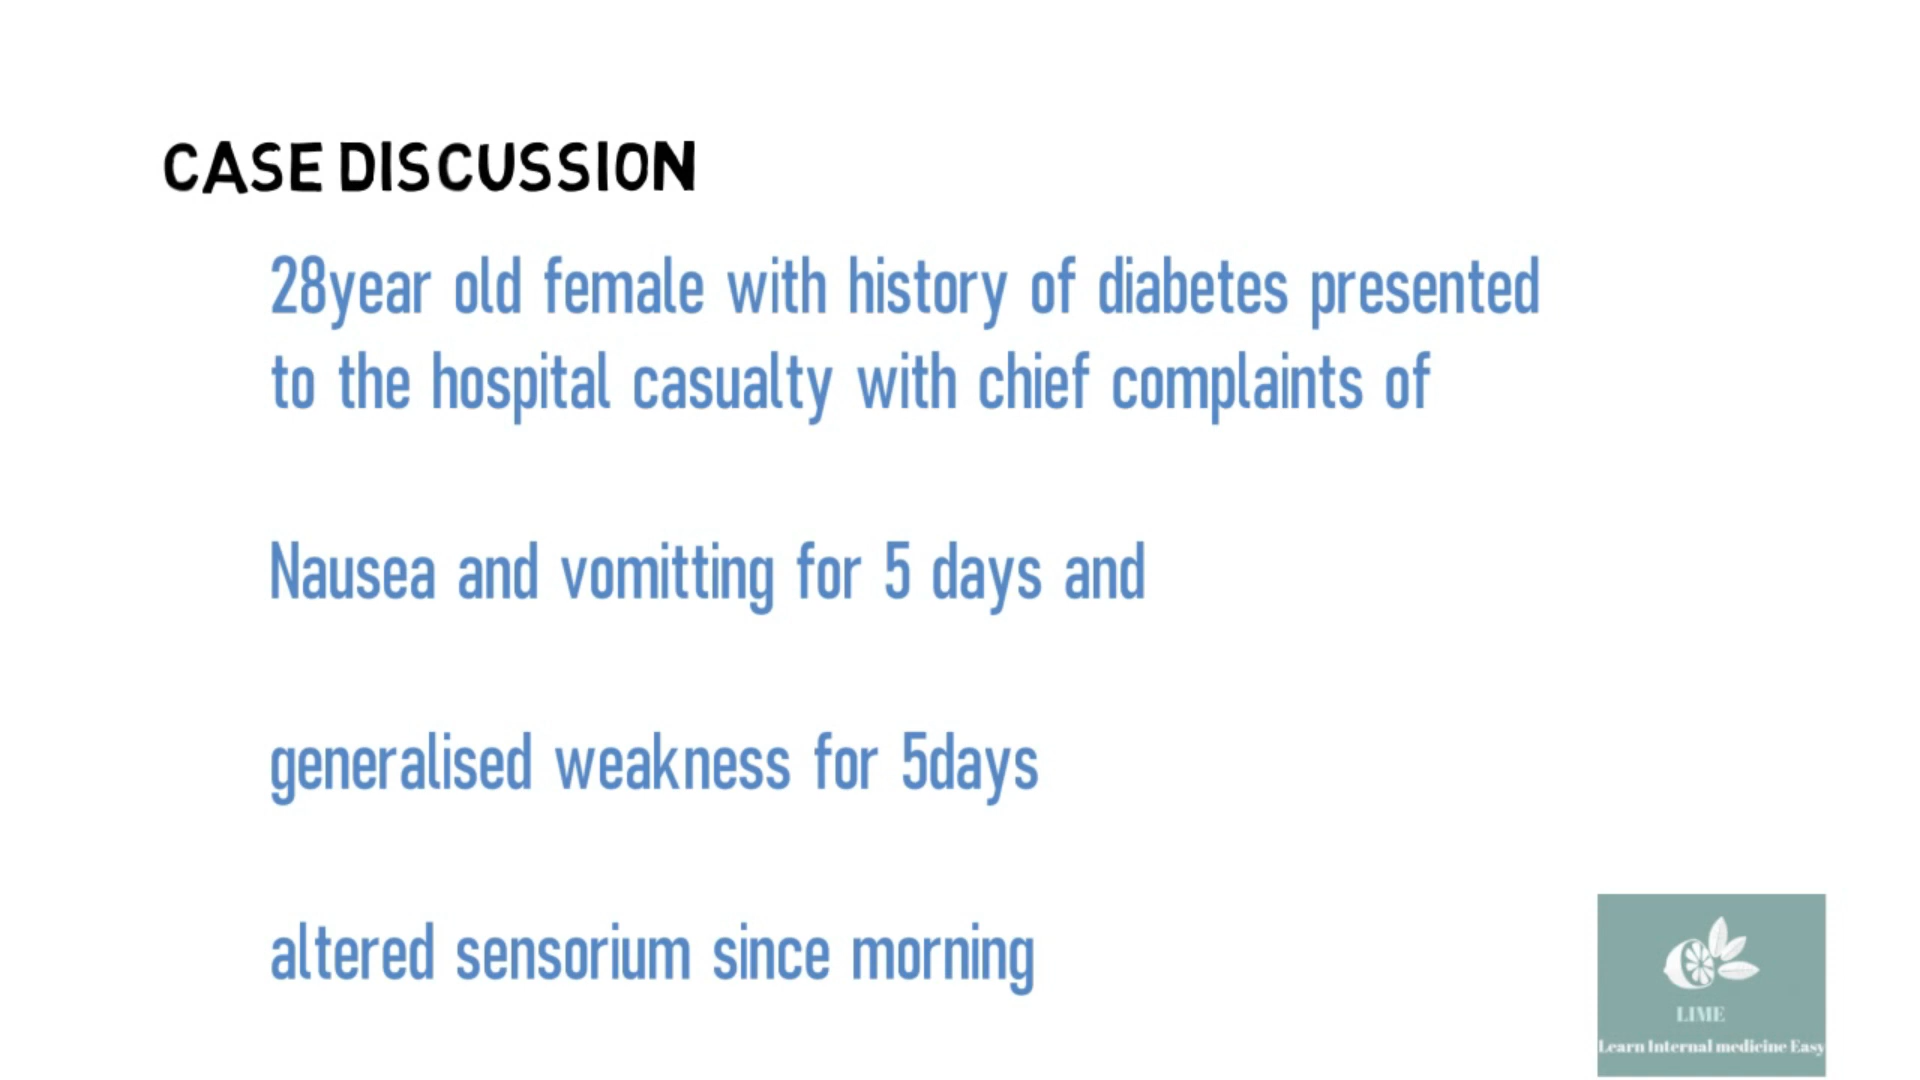 CASE DISCUSSION
28year old female with history of diabetes presented
to the hospital casualty with chief complaints of
Nausea and vomitting for 5 days and
generalised weakness for 5days
altered sensorium since morning
LIME
Learn Internal medicine Easy